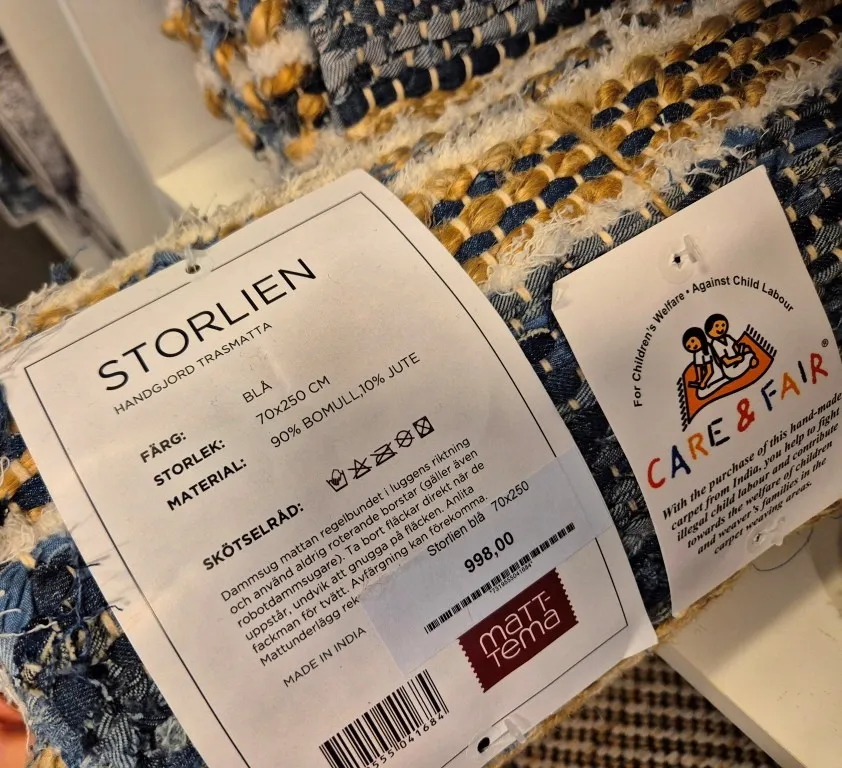 STORLIEN
HANDGJORD TRASMATTA
FÄRG: BLÅ
STORLEK: 70X250 CM
MATERIAL: 90% BOMULL,10% JUTE
SKÖTSELRÅD:
Dammsug mattan regelbundet i luggens riktning
och använd aldrig roterande borstar (gäller även
robotdammsugare). Ta bort fläckar direkt när de
uppstår, undvik att gnugga på fläcken. Anlita
fackman för tvätt. Avfärgning kan förekomma.
Mattunderlägg rek
MADE IN INDIA
Storlien blå 70x250
998,00
7319555041684
maTT-
Tema
555 041684
For Children's Welfare • Against Child Labour
CARE & FAIR®
With the purchase of this hand-made
carpet from India, you help to fight
illegal child labour and contribute
towards the welfare of children
and weaver's families in the
carpet weaving areas.